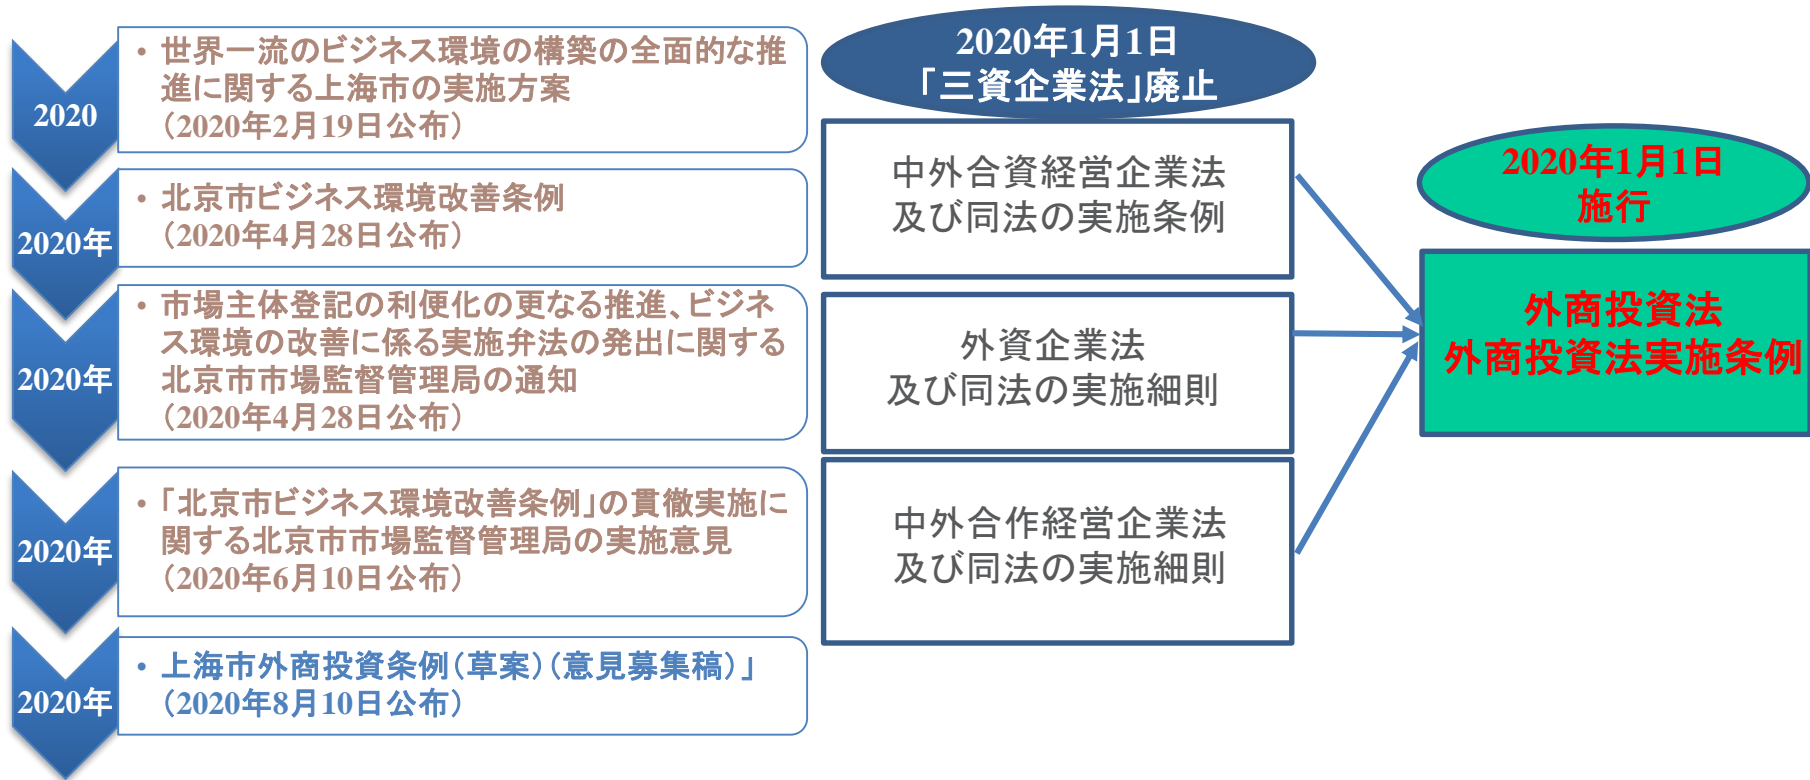 2020
・世界一流のビジネス環境の構築の全面的な推
進に関する上海市の実施方案
（2020年2月19日公布）
2020年
・北京市ビジネス環境改善条例
（2020年4月28日公布）
2020年
・市場主体登記の利便化の更なる推進、ビジネ
ス環境の改善に係る実施弁法の発出に関する
北京市市場監督管理局の通知
（2020年4月28日公布）
2020年
・「北京市ビジネス環境改善条例」の貫徹実施に
関する北京市市場監督管理局の実施意見
（2020年6月10日公布）
2020年
・上海市外商投資条例（草案）（意見募集稿）」
（2020年8月10日公布）
2020年1月1日
「三資企業法」廃止
中外合資経営企業法
及び同法の実施条例
外資企業法
及び同法の実施細則
中外合作経営企業法
及び同法の実施細則
2020年1月1日
施行
外商投資法
外商投資法実施条例